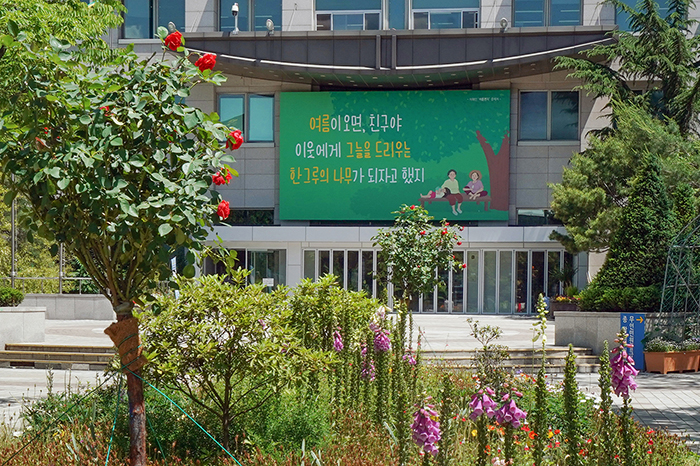 여름이 오면, 친구야
이웃에게 그늘을 드리우는
한 그루의 나무가 되자고 했지